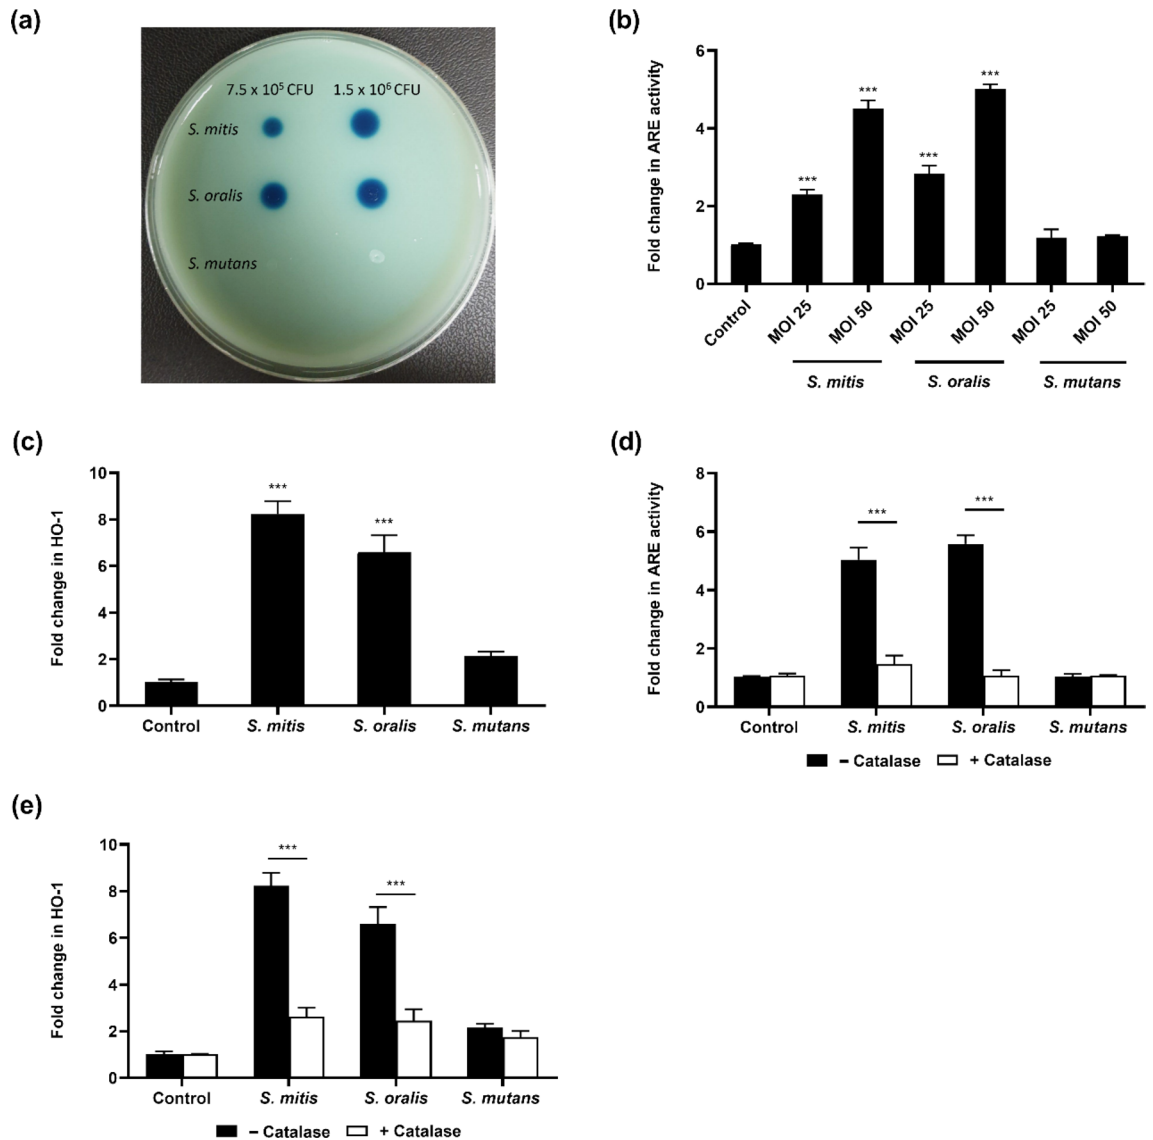 (a)
7.5 x 10⁵ CFU 1.5 x 10⁶ CFU
S. mitis
S. oralis
S. mutans
(b)
Fold change in ARE activity
6
4
2
0
***
***
***
***
Control MOI 25 MOI 50 MOI 25 MOI 50 MOI 25 MOI 50
S. mitis S. oralis S. mutans
(c)
Fold change in HO-1
10
8
6
4
2
0
***
***
Control S. mitis S. oralis S. mutans
(d)
Fold change in ARE activity
8
6
4
2
0
***
***
Control S. mitis S. oralis S. mutans
– Catalase + Catalase
(e)
Fold change in HO-1
10
8
6
4
2
0
***
***
Control S. mitis S. oralis S. mutans
– Catalase + Catalase